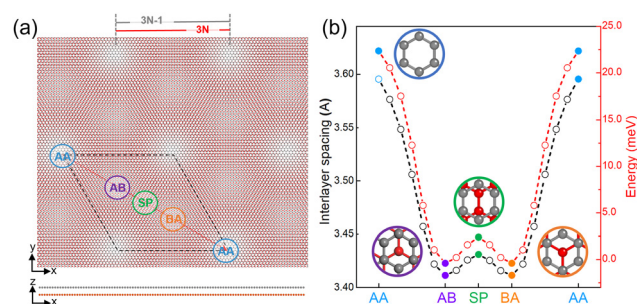 (a)
3N-1
3N
AA
AB
SP
BA
AA
y
x
z
x
(b)
Interlayer spacing (A)
3.60
3.55
3.50
3.45
3.40
25.0
20.0
15.0
10.0
5.0
0.0
Energy (meV)
AA AB SP BA AA